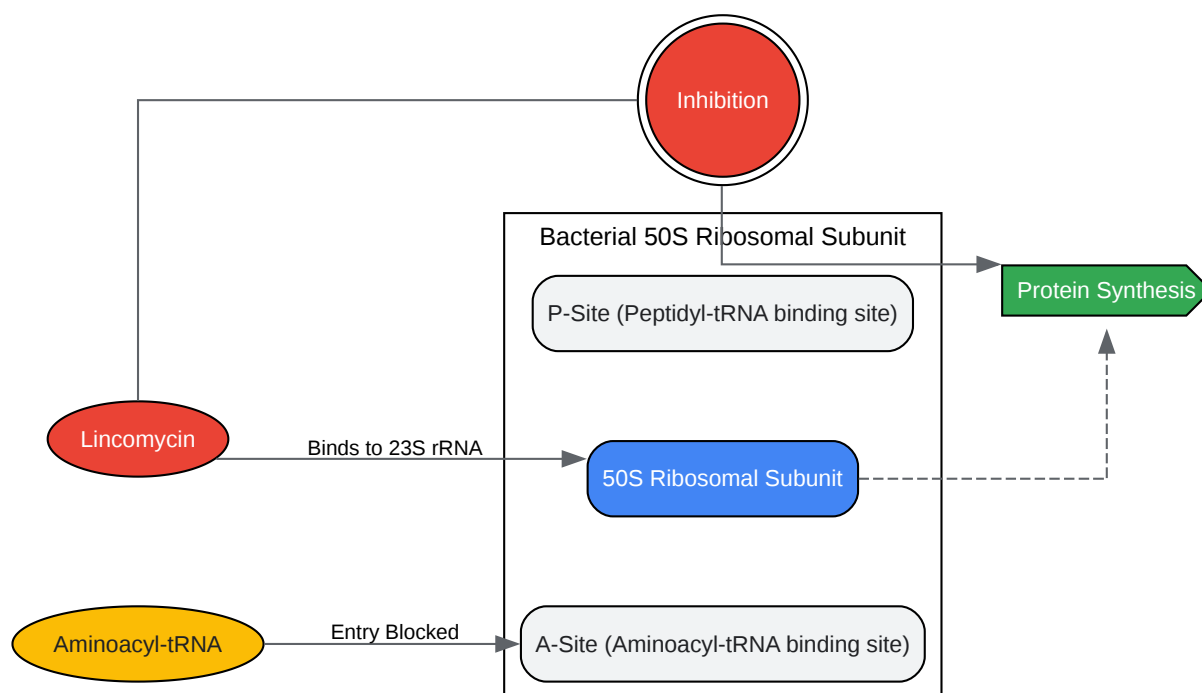 Inhibition
Bacterial 50S Ribosomal Subunit
P-Site (Peptidyl-tRNA binding site)
Protein Synthesis
Lincomycin
Binds to 23S rRNA
50S Ribosomal Subunit
Aminoacyl-tRNA
Entry Blocked
A-Site (Aminoacyl-tRNA binding site)